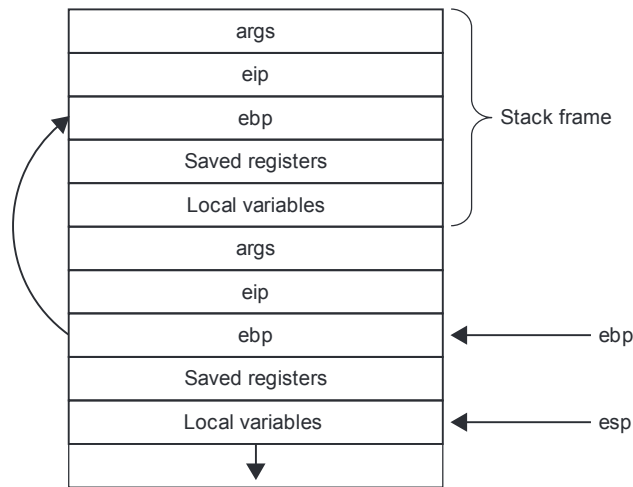 args
eip
ebp
Saved registers
Local variables
Stack frame
args
eip
ebp
ebp
Saved registers
Local variables
esp